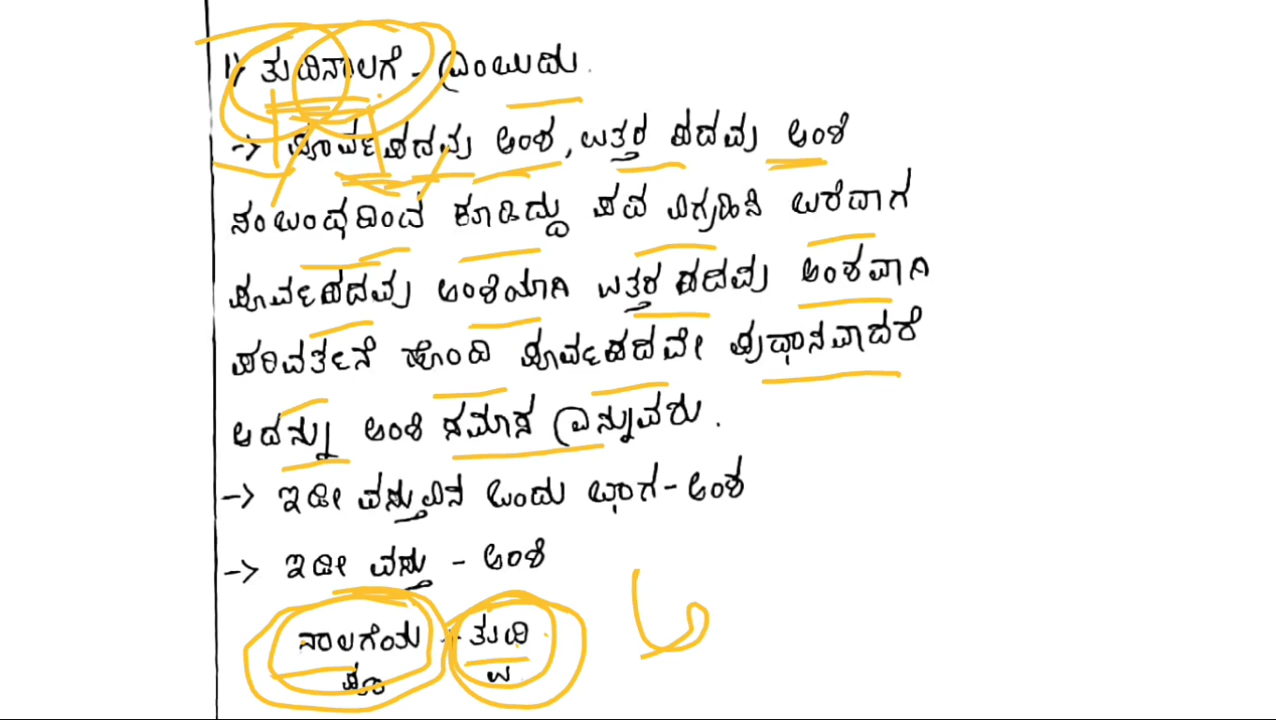 1) ತುದಿನಾಲಗೆ - ಎಂಬುದು.
-> ಪೂರ್ವಪದವು ಅಂಶ, ಉತ್ತರ ಪದವು ಅಂಶಿ
ಸಂಬಂಧದಿಂದ ಕೂಡಿದ್ದು ಪದ ವಿಗ್ರಹಿಸಿ ಬರೆವಾಗ
ಪೂರ್ವಪದವು ಅಂಶಿಯಾಗಿ ಉತ್ತರ ಪದವು ಅಂಶವಾಗಿ
ಪರಿವರ್ತನೆ ಹೊಂದಿ ಪೂರ್ವಪದವೇ ಪ್ರಧಾನವಾದರೆ
ಅದನ್ನು ಅಂಶಿ ಸಮಾಸ ಎನ್ನುವರು.
-> ಇಡೀ ವಸ್ತುವಿನ ಒಂದು ಭಾಗ - ಅಂಶ
-> ಇಡೀ ವಸ್ತು - ಅಂಶಿ
ನಾಲಗೆಯ + ತುದಿ
ಪೂ ಉ